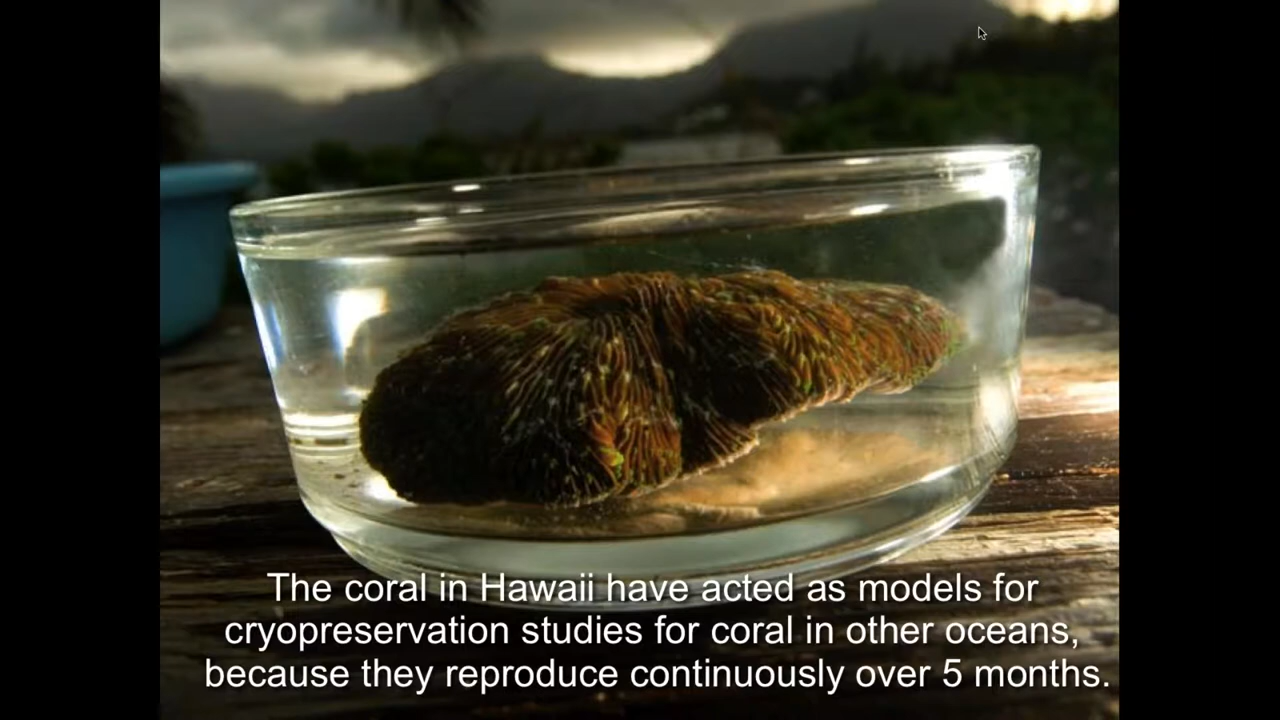 The coral in Hawaii have acted as models for
cryopreservation studies for coral in other oceans,
because they reproduce continuously over 5 months.